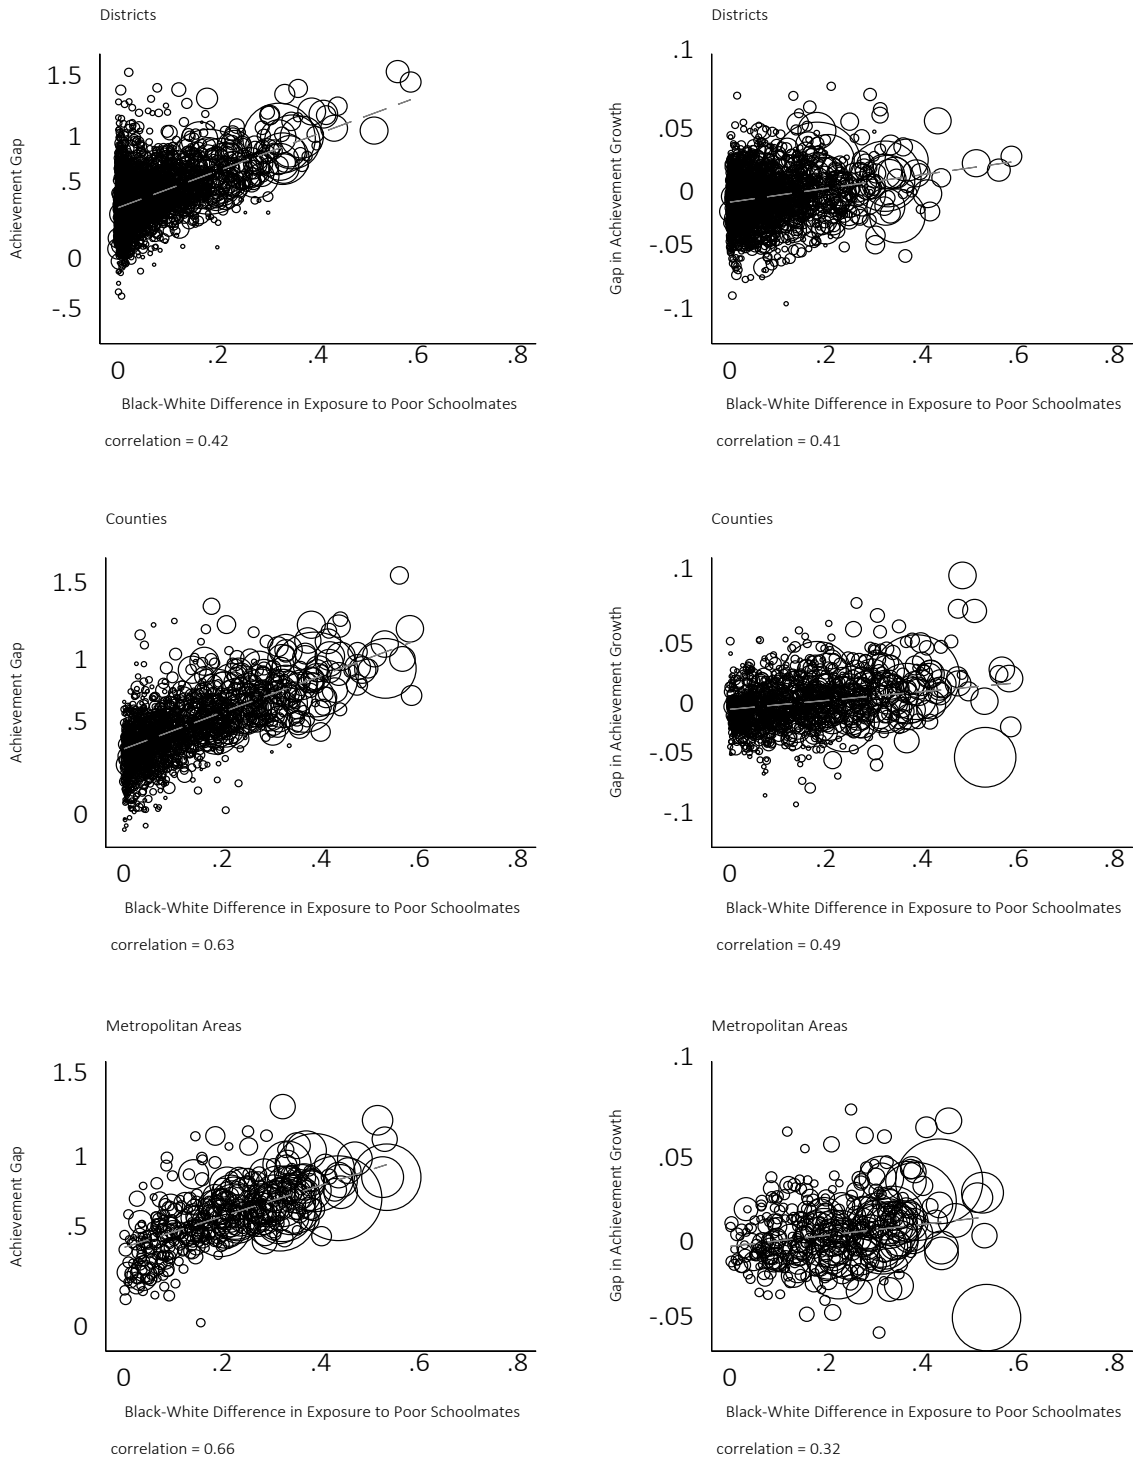 Districts
Achievement Gap
1.5
1
.5
0
-.5
0
.2
.4
.6
.8
Black-White Difference in Exposure to Poor Schoolmates
correlation = 0.42
Districts
Gap in Achievement Growth
.1
.05
0
-.05
-.1
0
.2
.4
.6
.8
Black-White Difference in Exposure to Poor Schoolmates
correlation = 0.41
Counties
Achievement Gap
1.5
1
.5
0
0
.2
.4
.6
.8
Black-White Difference in Exposure to Poor Schoolmates
correlation = 0.63
Counties
Gap in Achievement Growth
.1
.05
0
-.05
-.1
0
.2
.4
.6
.8
Black-White Difference in Exposure to Poor Schoolmates
correlation = 0.49
Metropolitan Areas
Achievement Gap
1.5
1
.5
0
0
.2
.4
.6
.8
Black-White Difference in Exposure to Poor Schoolmates
correlation = 0.66
Metropolitan Areas
Gap in Achievement Growth
.1
.05
0
-.05
0
.2
.4
.6
.8
Black-White Difference in Exposure to Poor Schoolmates
correlation = 0.32